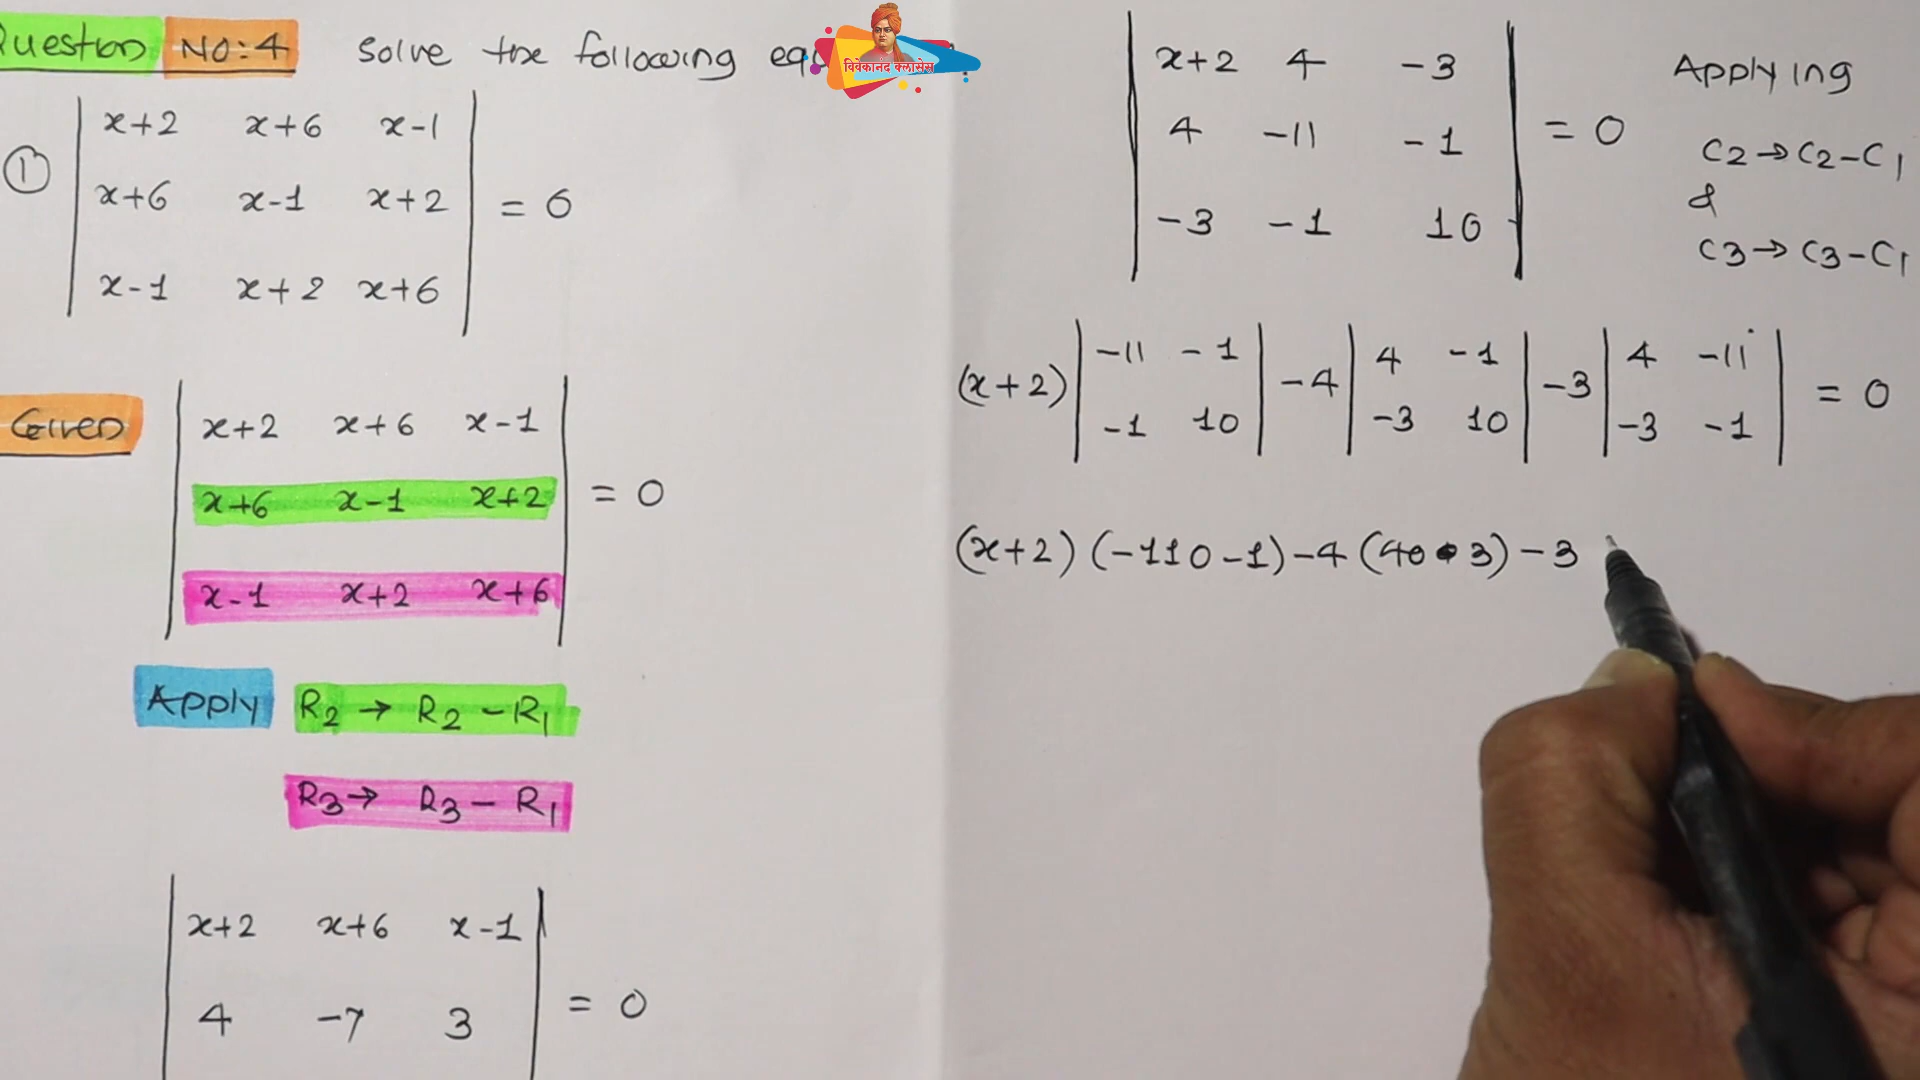 Question NO:4 Solve the following
विवेकानंद क्लासेस
① | x+2 x+6 x-1 |
| x+6 x-1 x+2 | = 0
| x-1 x+2 x+6 |
Given | x+2 x+6 x-1 |
| x+6 x-1 x+2 | = 0
| x-1 x+2 x+6 |
Apply R2 → R2 - R1
R3 → R3 - R1
| x+2 x+6 x-1 |
| 4 -7 3 | = 0
| x+2 4 -3 | Applying
| 4 -11 -1 | = 0 C2 → C2-C1
&
| -3 -1 10 | C3 → C3-C1
(x+2) | -11 -1 | -4 | 4 -1 | -3 | 4 -11 | = 0
| -1 10 | | -3 10 | | -3 -1 |
(x+2) (-110-1) -4 (40 3) -3